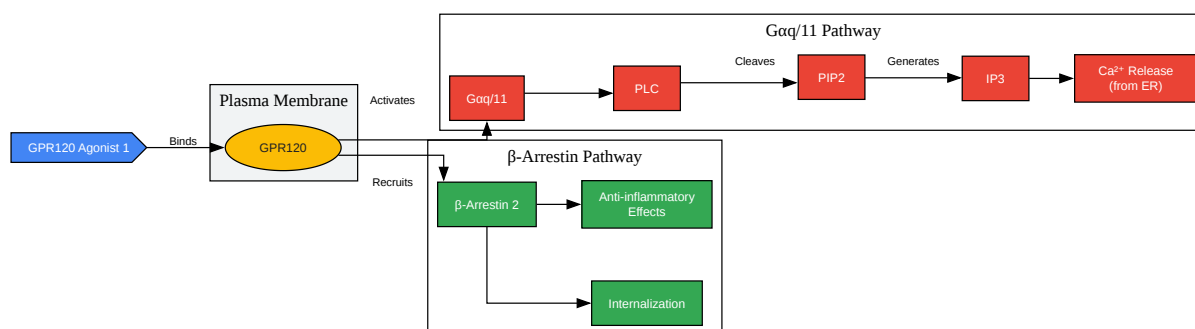 Gαq/11 Pathway
Cleaves
Generates
Gαq/11
PLC
PIP2
IP3
Ca²⁺ Release
(from ER)
Plasma Membrane
Activates
GPR120 Agonist 1
Binds
GPR120
Recruits
β-Arrestin Pathway
β-Arrestin 2
Anti-inflammatory
Effects
Internalization